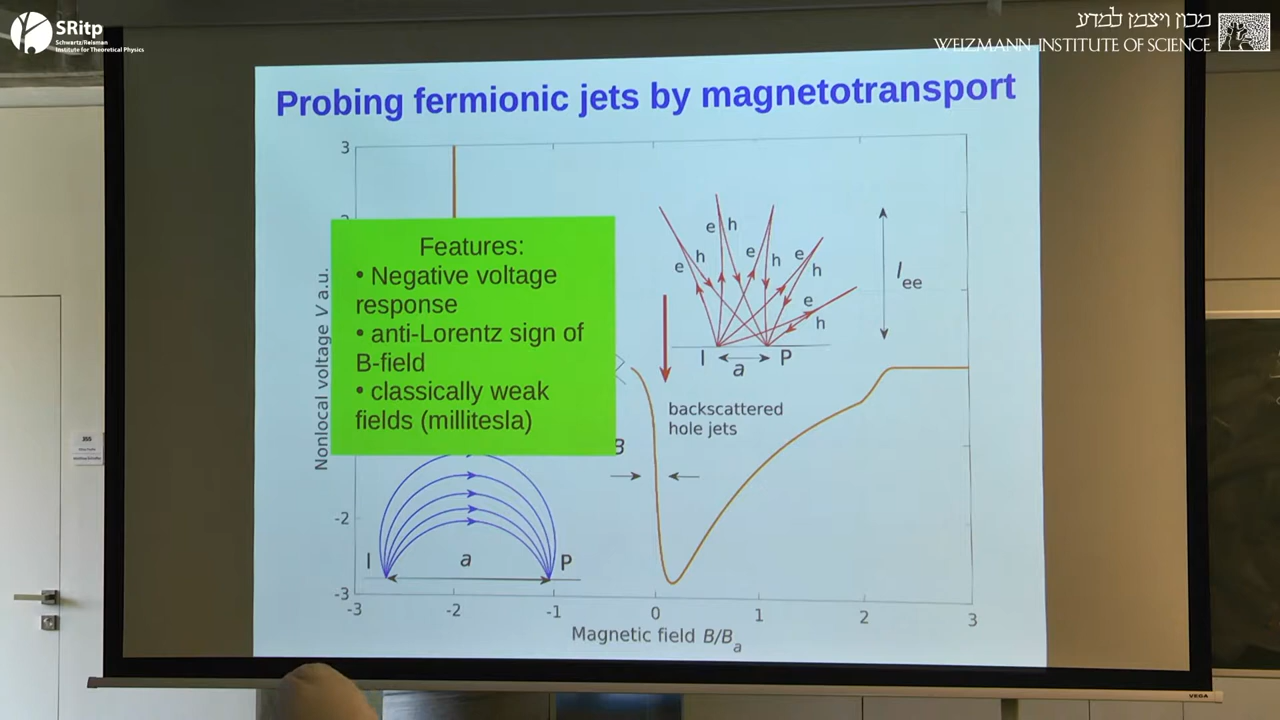 SRitp
Schwartz/Reisman
Institute for Theoretical Physics
מכון ויצמן למדע
WEIZMANN INSTITUTE OF SCIENCE
Probing fermionic jets by magnetotransport
3
Nonlocal voltage V a.u.
-2
-3
Features:
• Negative voltage
response
• anti-Lorentz sign of
B-field
• classically weak
fields (millitesla)
e h
e h e h e h
e h
l ee
I P
a
backscattered
hole jets
B
I a P
-3 -2 -1 0 1 2 3
Magnetic field B/B a
VEGA